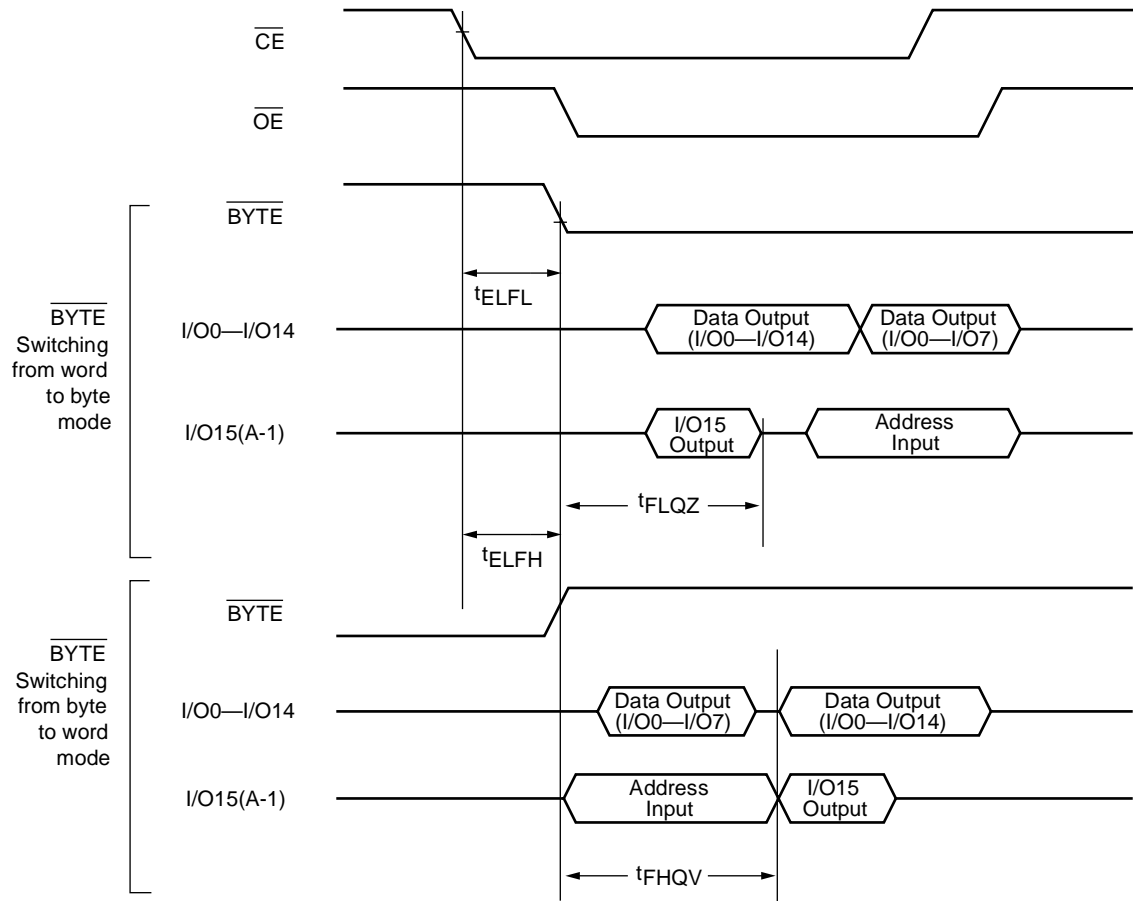 CE
OE
BYTE
BYTE
Switching
from word
to byte
mode
tELFL
I/O0—I/O14
Data Output
(I/O0—I/O14)
Data Output
(I/O0—I/O7)
I/O15(A-1)
I/O15
Output
Address
Input
tFLQZ
tELFH
BYTE
BYTE
Switching
from byte
to word
mode
I/O0—I/O14
Data Output
(I/O0—I/O7)
Data Output
(I/O0—I/O14)
I/O15(A-1)
Address
Input
I/O15
Output
tFHQV